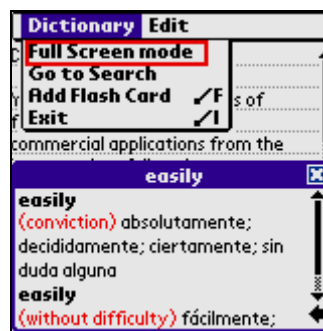 Dictionary Edit
Full Screen mode
Go to Search
Add Flash Card /F
s of
Exit /I
commercial applications from the
easily
easily
(conviction) absolutamente;
decididamente; ciertamente; sin
duda alguna
easily
(without difficulty) fácilmente;